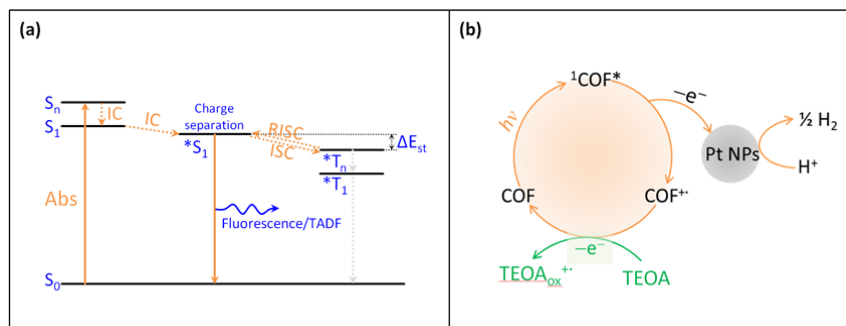 (a)
Sₙ
IC
S₁
IC
Charge
separation
*S₁
RISC
ISC
ΔEst
*Tₙ
*T₁
Abs
Fluorescence/TADF
S₀
(b)
¹COF*
–e⁻
hν
½ H₂
Pt NPs
H⁺
COF
COF⁺·
–e⁻
TEOAox⁺·
TEOA